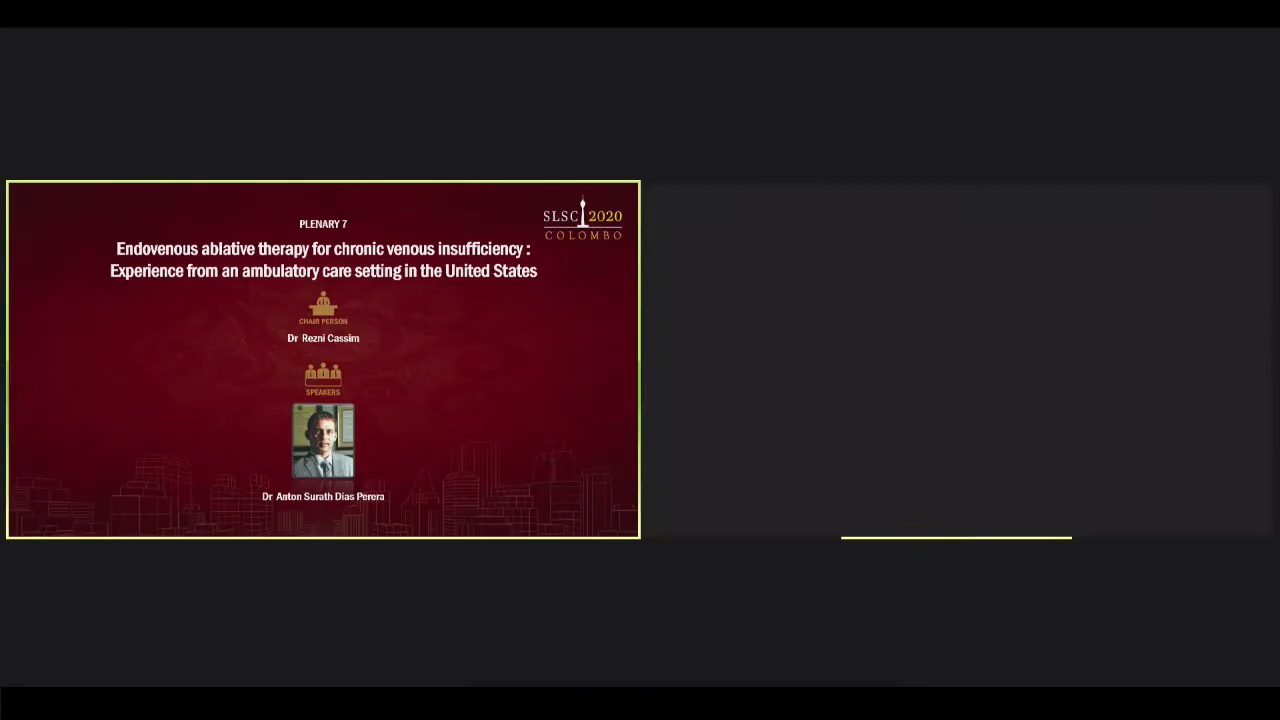 SLSC 2020
COLOMBO
PLENARY 7
Endovenous ablative therapy for chronic venous insufficiency :
Experience from an ambulatory care setting in the United States
CHAIR PERSON
Dr Rezni Cassim
SPEAKERS
Dr Anton Surath Dias Perera